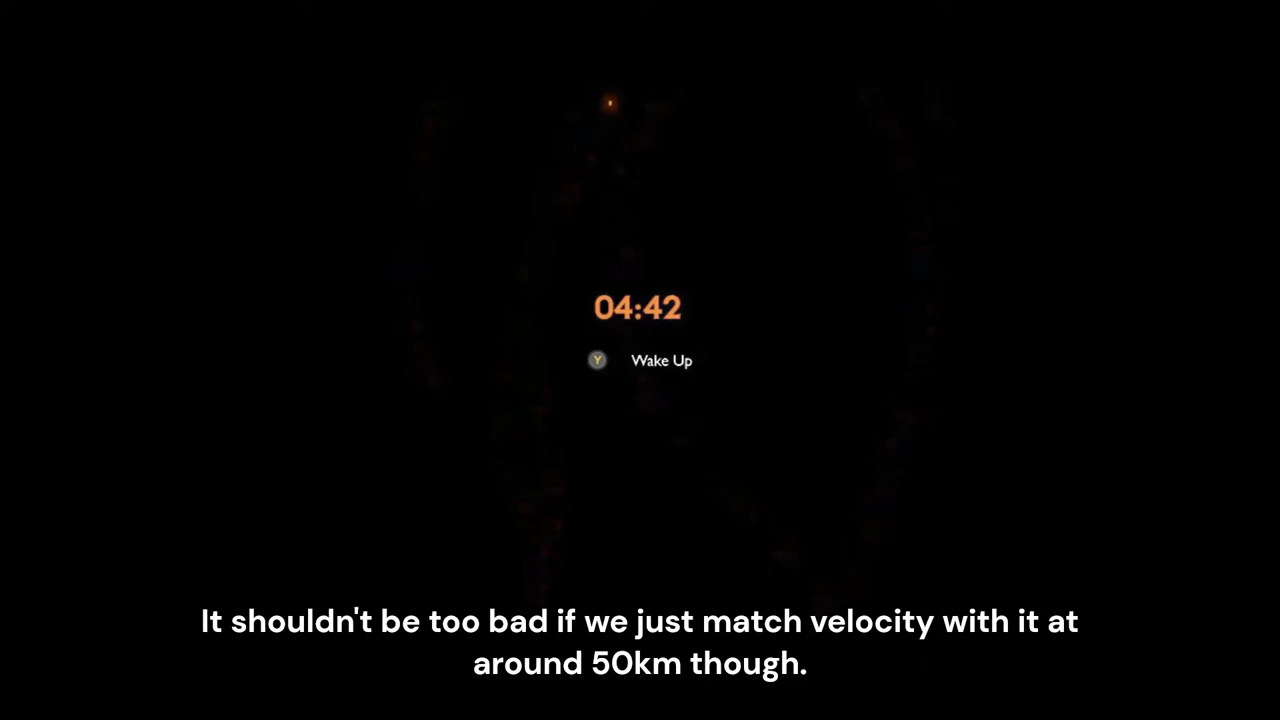 04:42
Y Wake Up
It shouldn't be too bad if we just match velocity with it at
around 50km though.